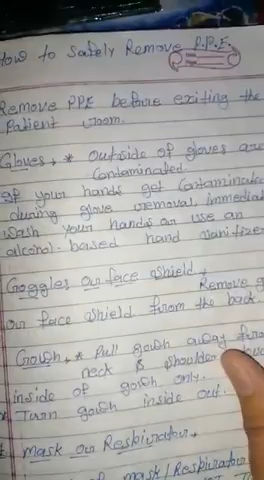 How to Safely Remove P.P.E.
Remove PPE before exiting the
Patient room.
Gloves → * Outside of gloves are
Contaminated
If your hands get Contaminated
during glove removal, immediat
wash your hands or use an
alcohol-based hand Sanitizer
Goggles or face Shield →
Remove g
or face Shield from the back.
Gown → * Pull gown away from
neck & Shoulder
inside of gown only.
* Turn gown inside out.
* Mask or Respirator →
of mask/Respirator